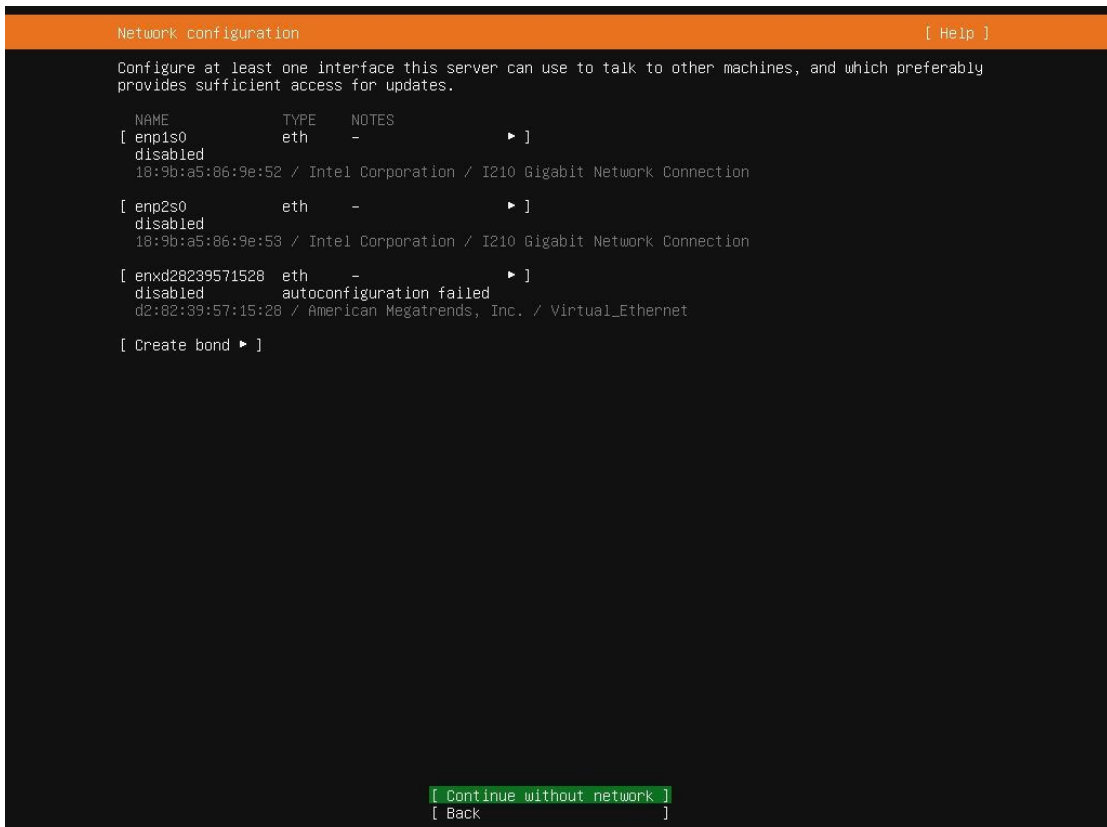 Network configuration [ Help ]
Configure at least one interface this server can use to talk to other machines, and which preferably
provides sufficient access for updates.
NAME TYPE NOTES
[ enp1s0 eth – ▸ ]
disabled
18:9b:a5:86:9e:52 / Intel Corporation / I210 Gigabit Network Connection
[ enp2s0 eth – ▸ ]
disabled
18:9b:a5:86:9e:53 / Intel Corporation / I210 Gigabit Network Connection
[ enxd28239571528 eth – ▸ ]
disabled autoconfiguration failed
d2:82:39:57:15:28 / American Megatrends, Inc. / Virtual_Ethernet
[ Create bond ▸ ]
[ Continue without network ]
[ Back ]